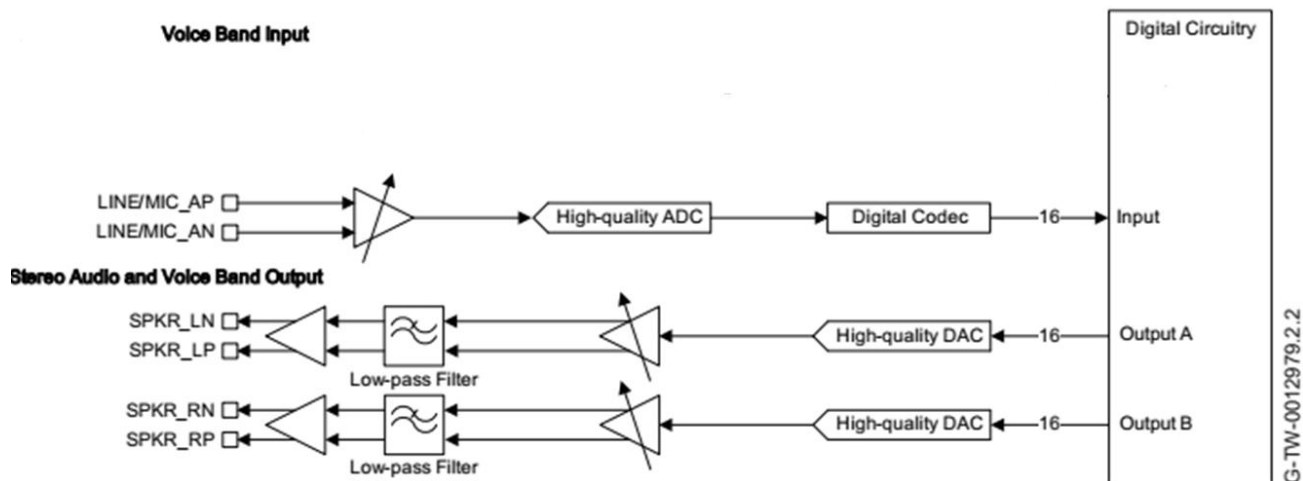 Voice Band Input
Digital Circuitry
LINE/MIC_AP
LINE/MIC_AN
High-quality ADC
Digital Codec
16
Input
Stereo Audio and Voice Band Output
SPKR_LN
SPKR_LP
Low-pass Filter
High-quality DAC
16
Output A
SPKR_RN
SPKR_RP
Low-pass Filter
High-quality DAC
16
Output B
G-TW-0012979.2.2